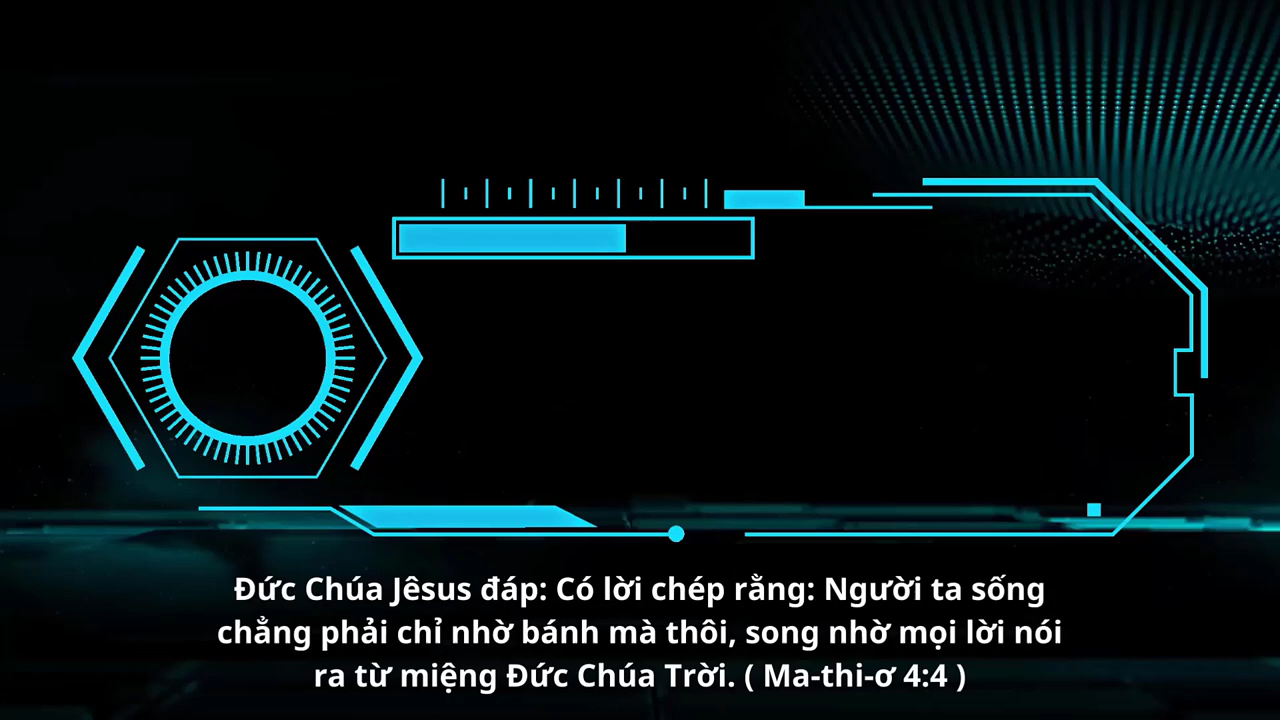 Đức Chúa Jêsus đáp: Có lời chép rằng: Người ta sống
chẳng phải chỉ nhờ bánh mà thôi, song nhờ mọi lời nói
ra từ miệng Đức Chúa Trời. ( Ma-thi-ơ 4:4 )